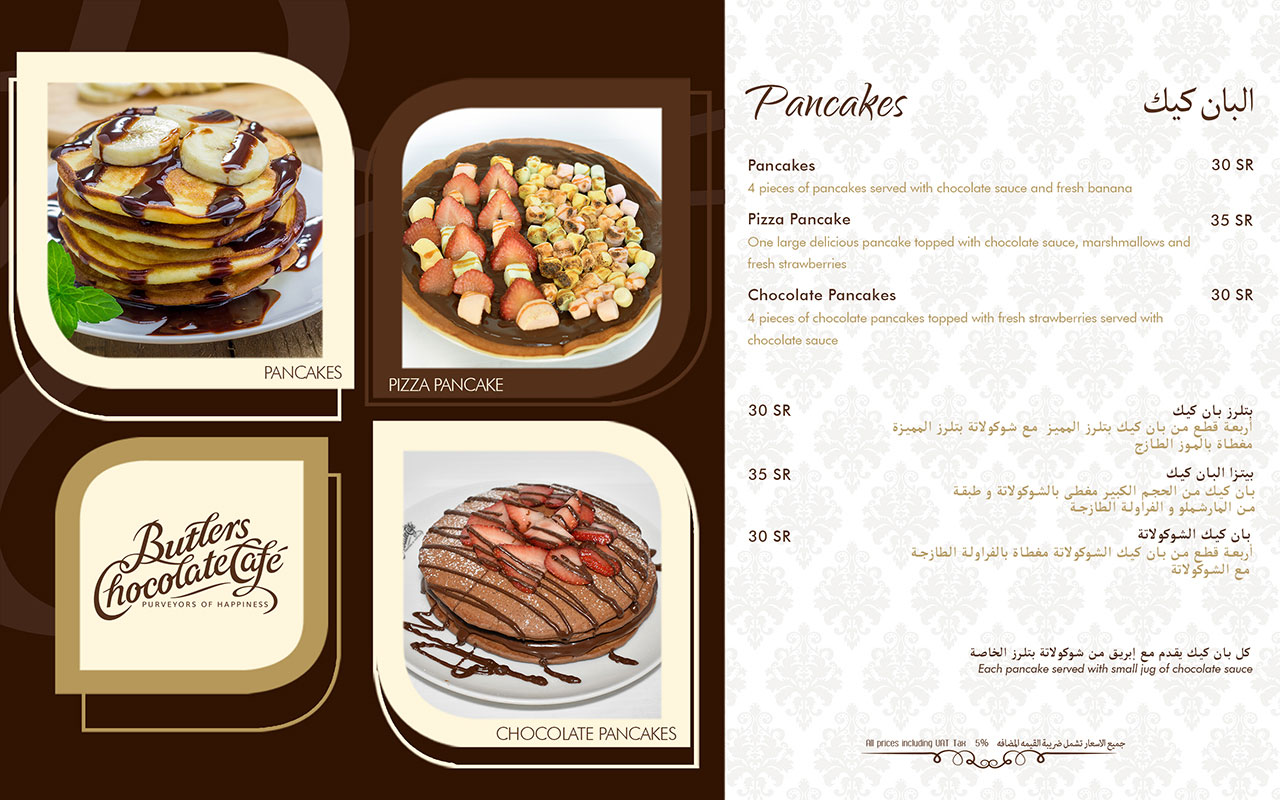 PANCAKES
PIZZA PANCAKE
Butlers
Chocolate Café
PURVEYORS OF HAPPINESS
CHOCOLATE PANCAKES
Pancakes البان كيك
Pancakes 30 SR
4 pieces of pancakes served with chocolate sauce and fresh banana
Pizza Pancake 35 SR
One large delicious pancake topped with chocolate sauce, marshmallows and
fresh strawberries
Chocolate Pancakes 30 SR
4 pieces of chocolate pancakes topped with fresh strawberries served with
chocolate sauce
بتلرز بان كيك 30 SR
أربعة قطع من بان كيك بتلرز المميز مع شوكولاتة بتلرز المميزة
مغطاة بالموز الطازج
بيتزا البان كيك 35 SR
بان كيك من الحجم الكبير مغطى بالشوكولاتة و طبقة
من المارشملو و الفراولة الطازجة
بان كيك الشوكولاتة 30 SR
أربعة قطع من بان كيك الشوكولاتة مغطاة بالفراولة الطازجة
مع الشوكولاتة
كل بان كيك يقدم مع إبريق من شوكولاتة بتلرز الخاصة
Each pancake served with small jug of chocolate sauce
All prices including VAT Tax 5% جميع الاسعار تشمل ضريبة القيمه المضافه